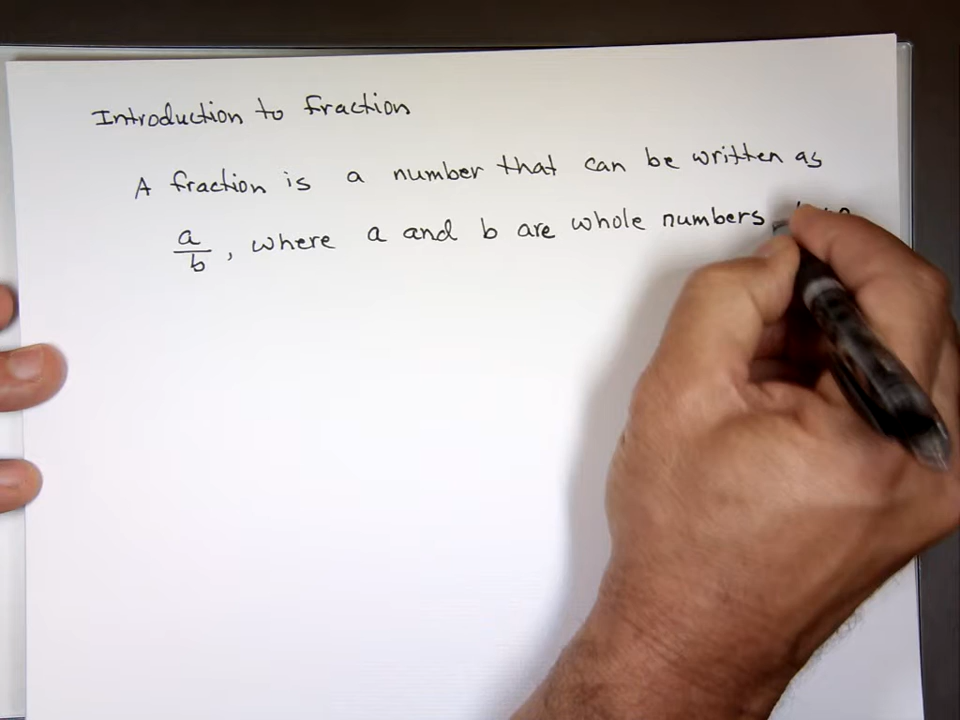 Introduction to fraction
A fraction is a number that can be written as
a/b, where a and b are whole numbers